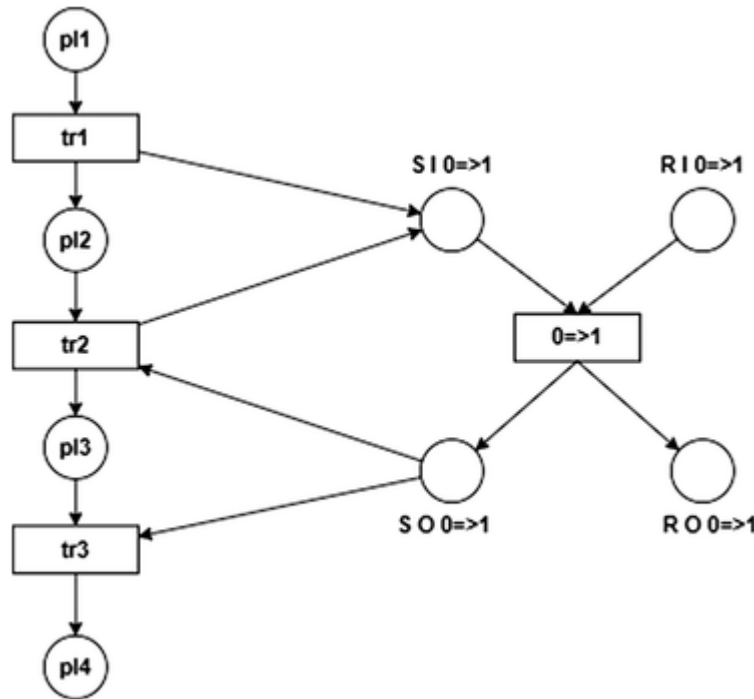 pl1
tr1
S I 0=>1
R I 0=>1
pl2
0=>1
tr2
pl3
S O 0=>1
R O 0=>1
tr3
pl4